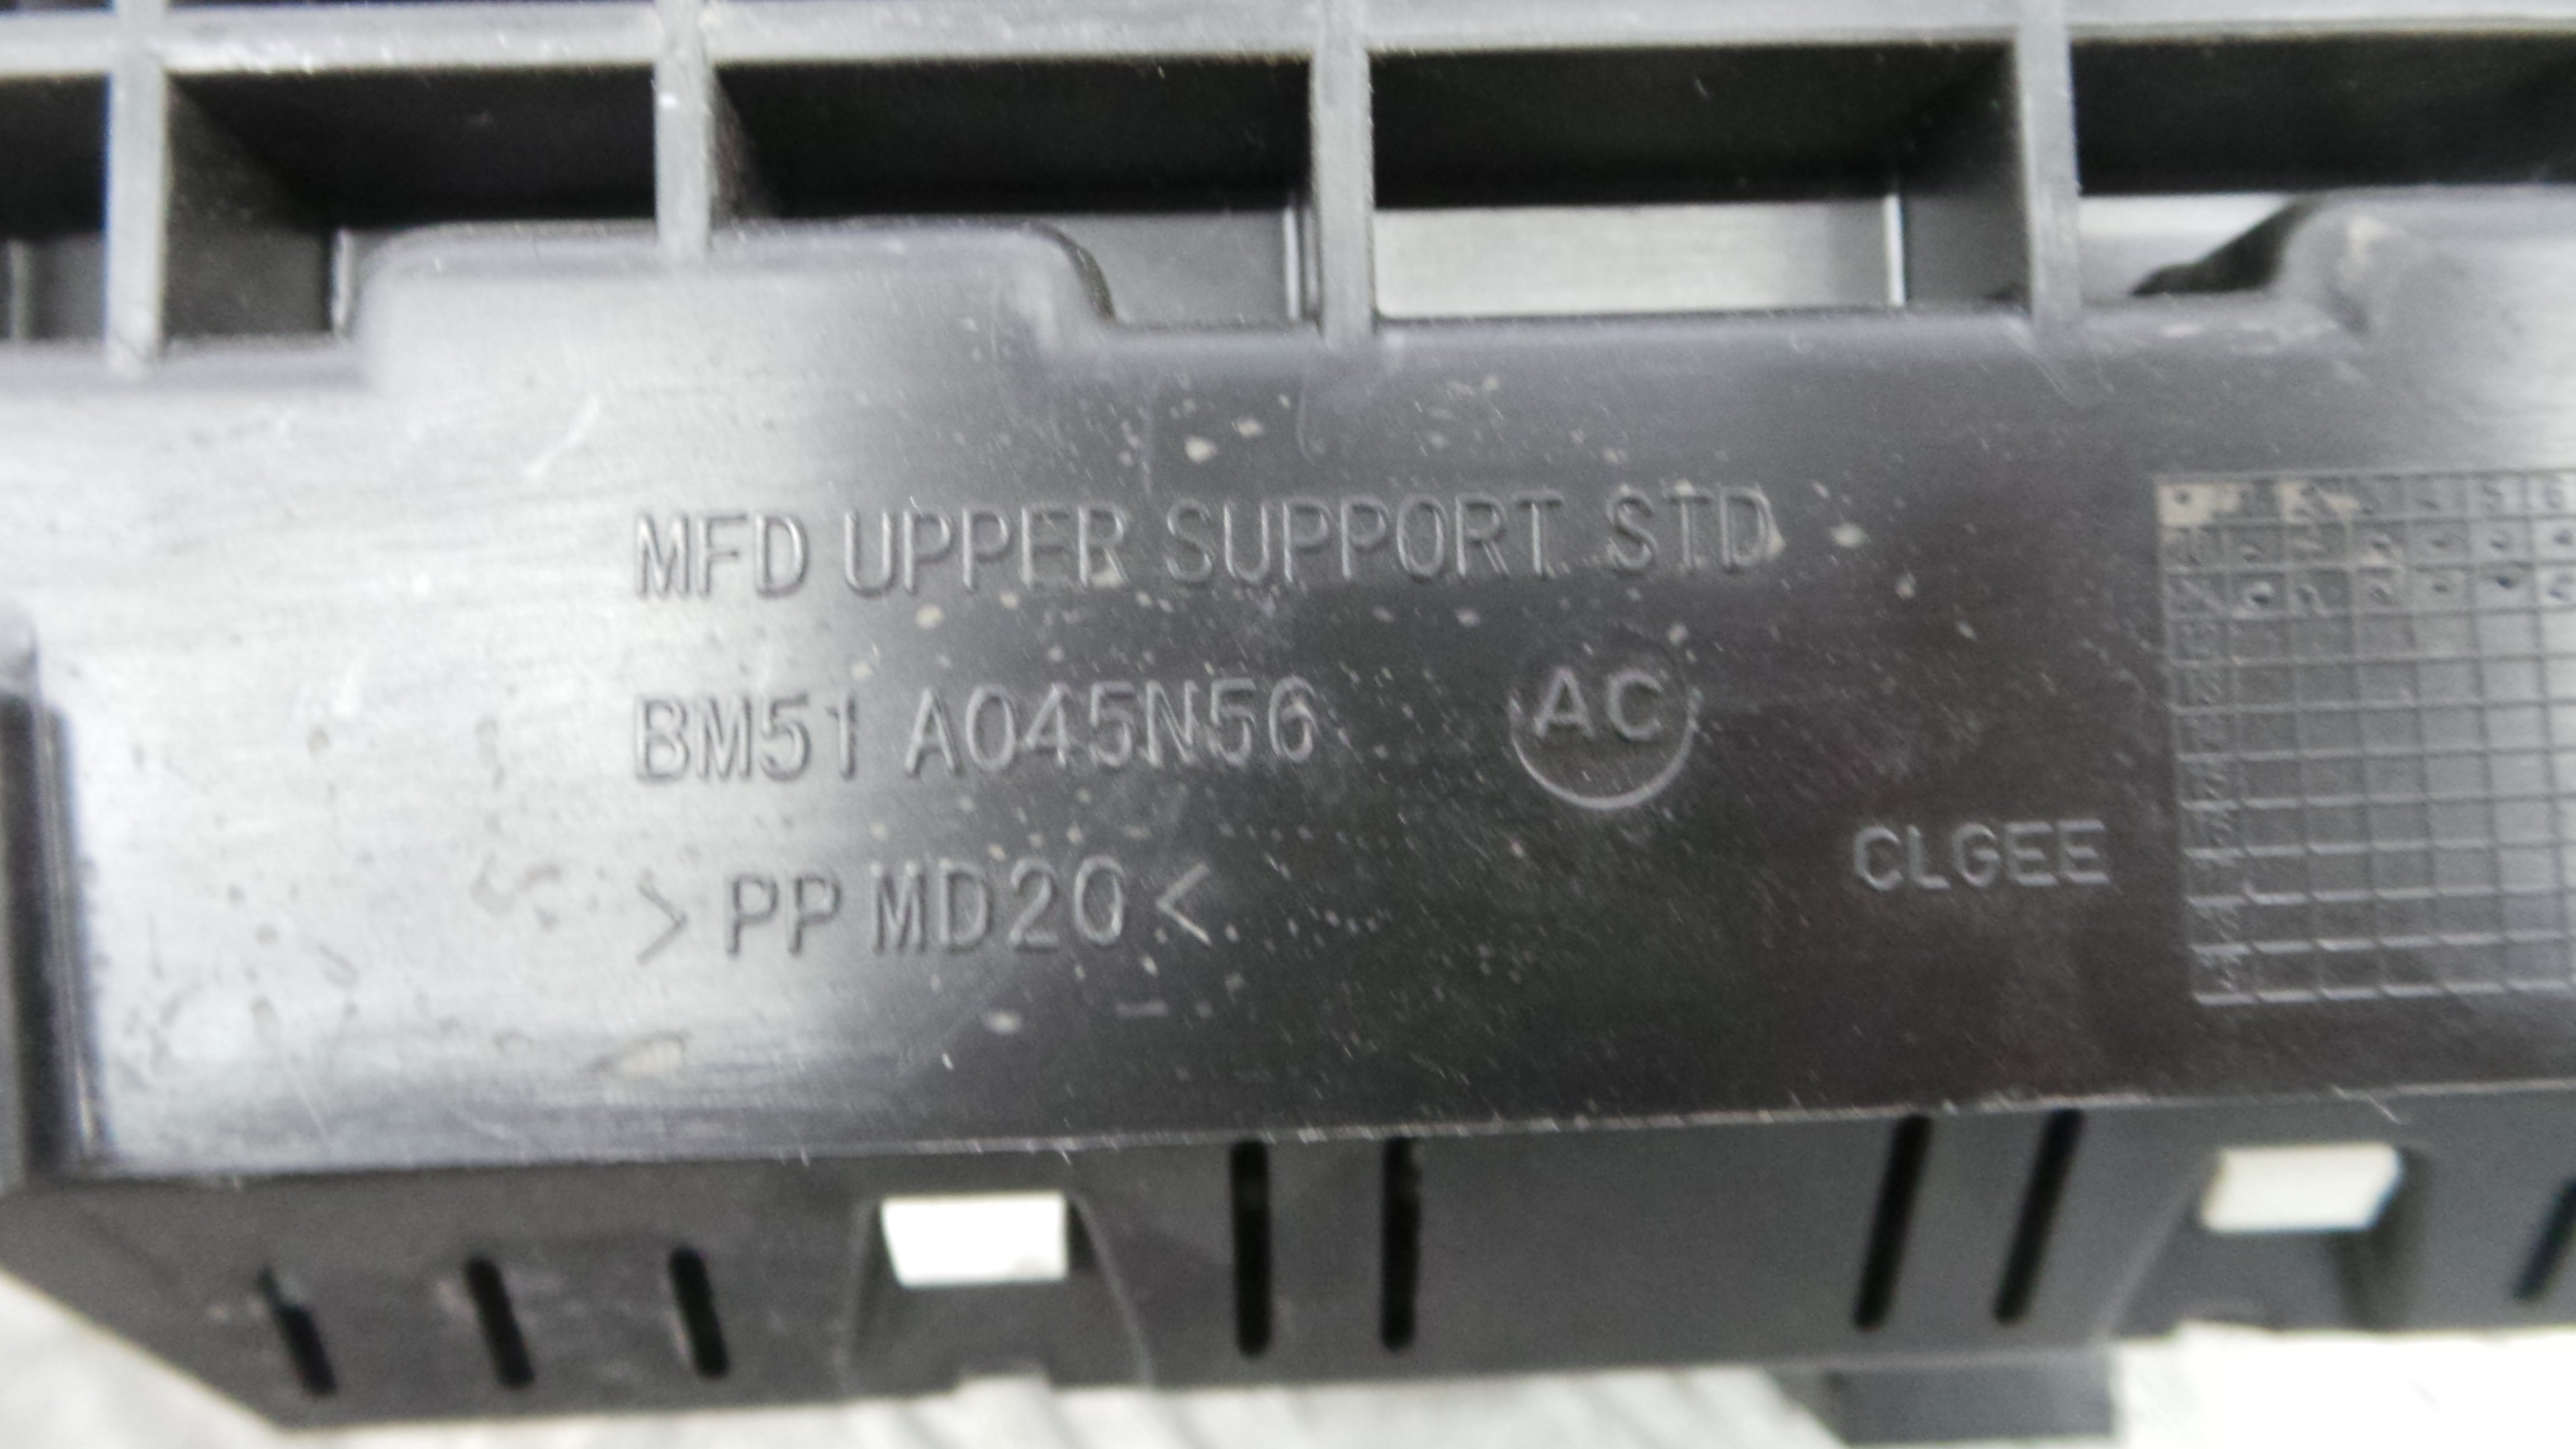 MFD UPPER SUPPORT STD
BM51 A045N56
AC
>PP MD20<
CLGEE